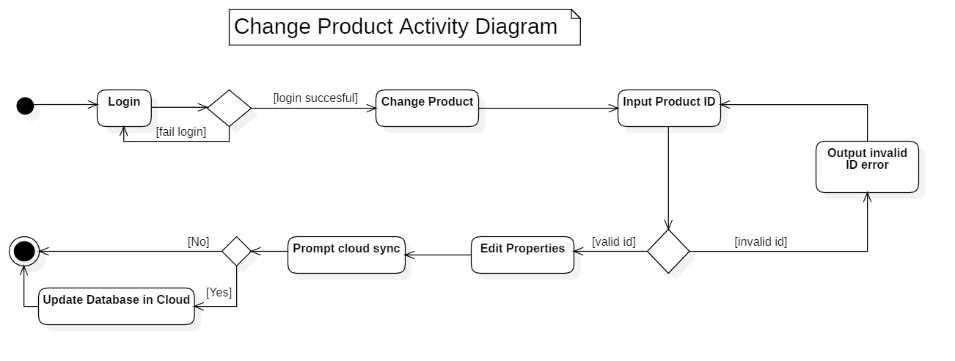 Change Product Activity Diagram
Login
[login succesful]
Change Product
Input Product ID
[fail login]
Output invalid
ID error
[No]
Prompt cloud sync
Edit Properties
[valid id]
[invalid id]
[Yes]
Update Database in Cloud